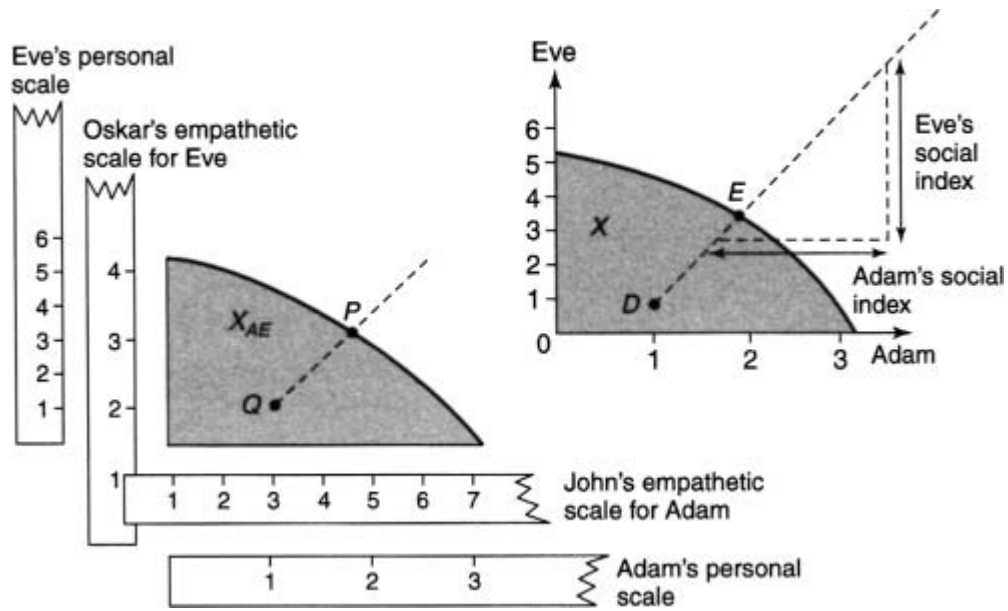 Eve's personal
scale
Oskar's empathetic
scale for Eve
6
5
4
3
2
1
4
3
2
1
X_AE
P
Q
1 2 3 4 5 6 7
John's empathetic
scale for Adam
1 2 3
Adam's personal
scale
Eve
6
5
4
3
2
1
0
X
E
D
1 2 3
Adam
Eve's
social
index
Adam's social
index